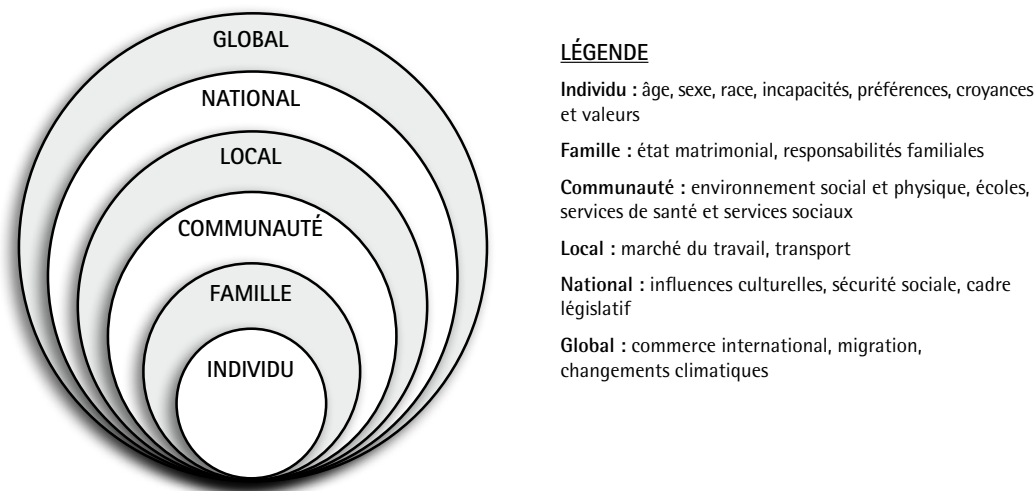 GLOBAL
NATIONAL
LOCAL
COMMUNAUTÉ
FAMILLE
INDIVIDU
LÉGENDE
Individu : âge, sexe, race, incapacités, préférences, croyances
et valeurs
Famille : état matrimonial, responsabilités familiales
Communauté : environnement social et physique, écoles,
services de santé et services sociaux
Local : marché du travail, transport
National : influences culturelles, sécurité sociale, cadre
législatif
Global : commerce international, migration,
changements climatiques